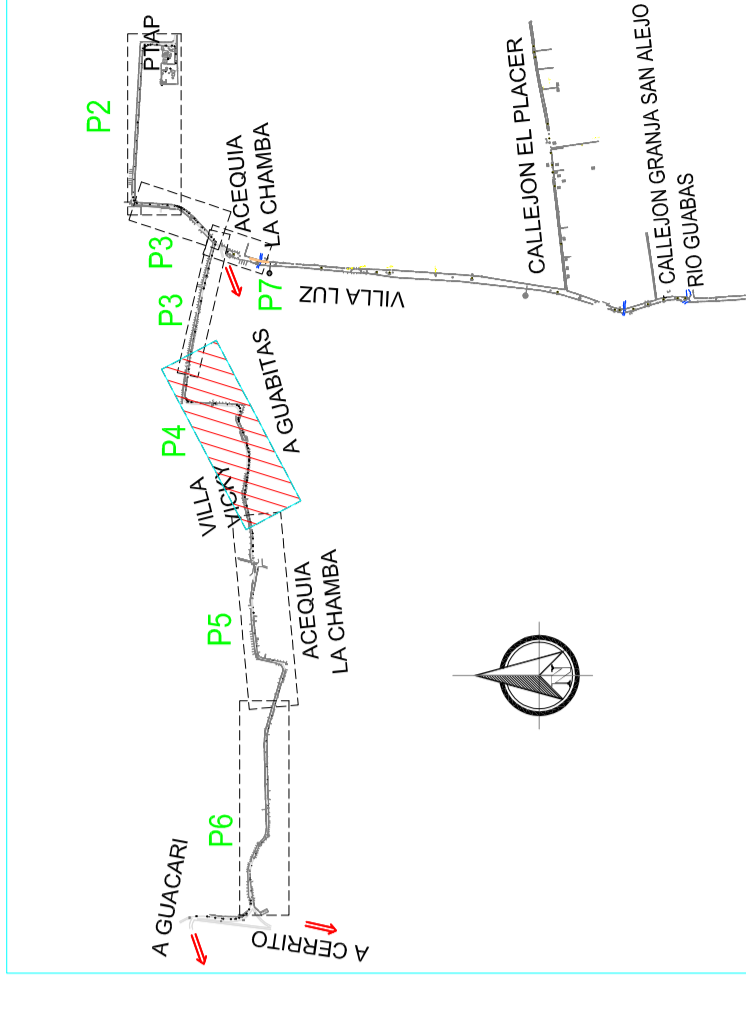 P2
PTAP
ACEQUIA
LA CHAMBA
P3
P3
P7
VILLA LUZ
CALLEJON EL PLACER
CALLEJON GRANJA SAN ALEJO
RIO GUABAS
P4
A GUABITAS
VILLA
VICKY
P5
ACEQUIA
LA CHAMBA
N
P6
A GUACARI
A CERRITO